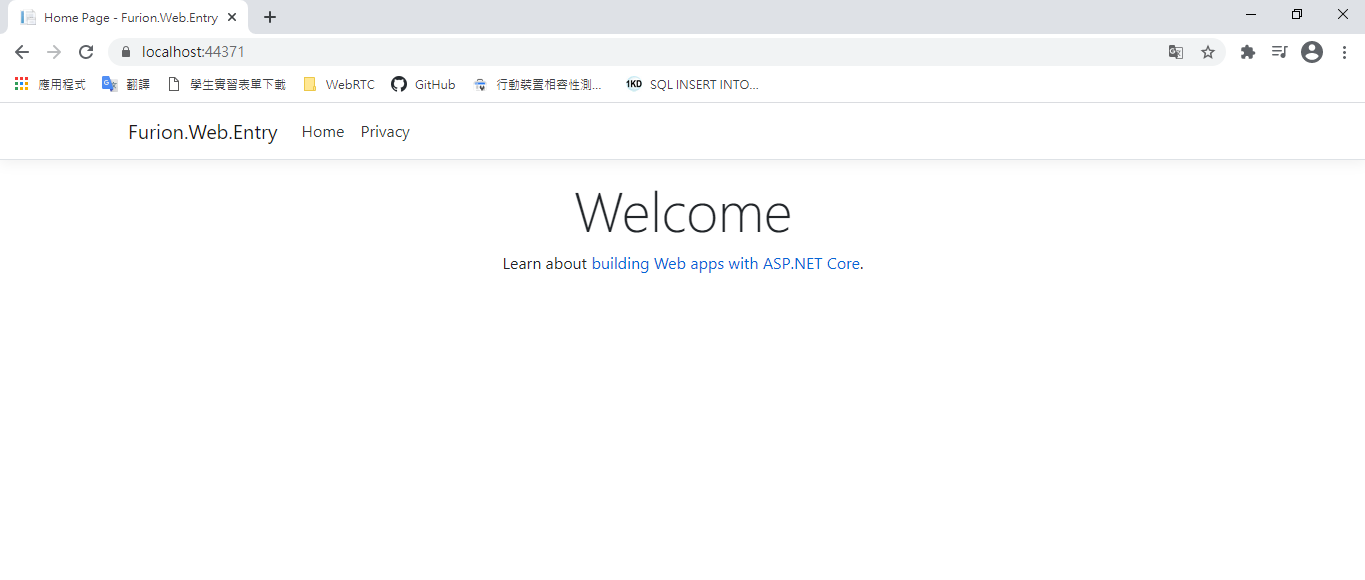 Home Page - Furion.Web.Entry
localhost:44371
應用程式 翻譯 學生實習表單下載 WebRTC GitHub 行動裝置相容性測... 1KD SQL INSERT INTO...
Furion.Web.Entry Home Privacy
Welcome
Learn about building Web apps with ASP.NET Core.